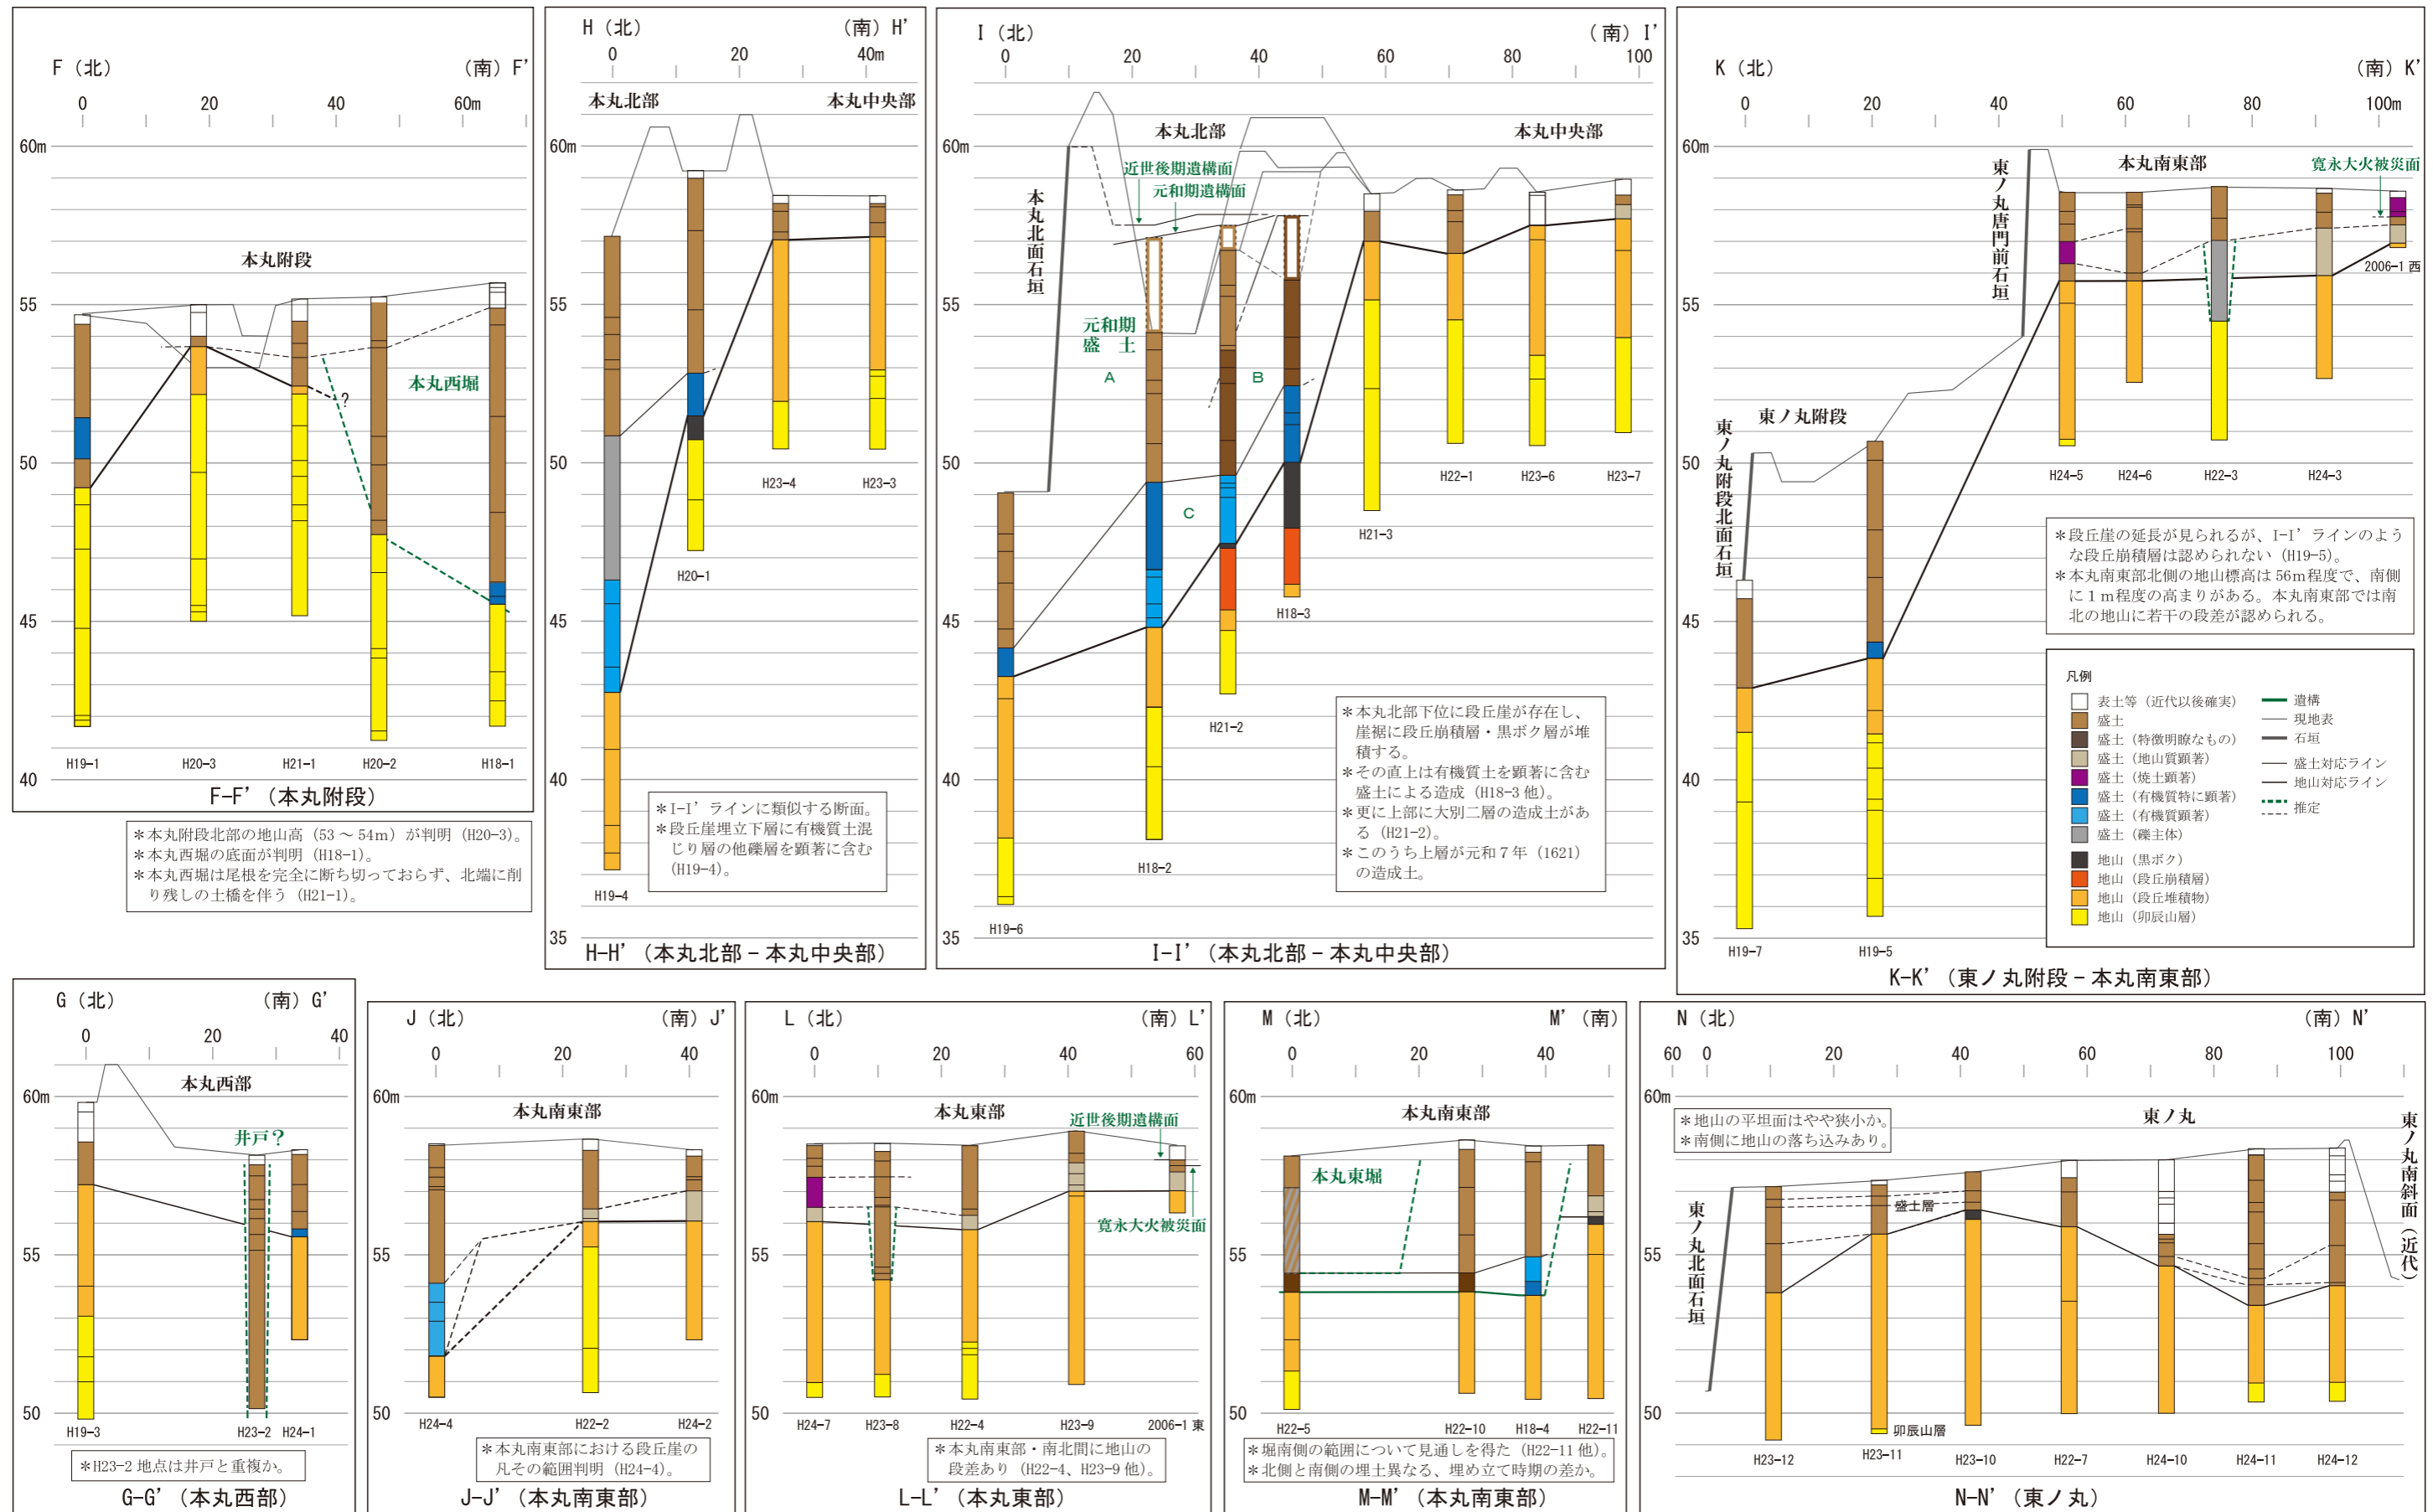 F（北）
（南）F’
0 20 40 60m
本丸附段
60m
55
50
45
40
本丸西堀
?
H19-1 H20-3 H21-1 H20-2 H18-1
F-F’（本丸附段）
＊本丸附段北部の地山高（53 ～ 54m）が判明（H20-3）。
＊本丸西堀の底面が判明（H18-1）。
＊本丸西堀は尾根を完全に断ち切っておらず、北端に削
り残しの土橋を伴う（H21-1）。
H（北）
（南）H’
0 20 40m
本丸北部
本丸中央部
60m
55
50
45
40
35
H23-4 H23-3
H20-1
H19-4
＊I-I’ラインに類似する断面。
＊段丘崖埋立下層に有機質土混
じり層の他礫層を顕著に含む
（H19-4）。
H-H’（本丸北部－本丸中央部）
I（北）
（南）I’
0 20 40 60 80 100
本丸北部
本丸中央部
60m
55
50
45
40
35
近世後期遺構面
元和期遺構面
本丸北面石垣
元和期
盛 土
A
B
C
H22-1 H23-6 H23-7
H21-3
H18-3
H21-2
H18-2
H19-6
＊本丸北部下位に段丘崖が存在し、
崖裾に段丘崩積層・黒ボク層が堆
積する。
＊その直上は有機質土を顕著に含む
盛土による造成（H18-3 他）。
＊更に上部に大別二層の造成土があ
る（H21-2）。
＊このうち上層が元和７年（1621）
の造成土。
I-I’（本丸北部－本丸中央部）
K（北）
（南）K’
0 20 40 60 80 100m
60m
55
50
45
40
35
東ノ丸唐門前石垣
本丸南東部
寛永大火被災面
2006-1 西
東ノ丸附段
東ノ丸附段北面石垣
H24-5 H24-6 H22-3 H24-3
H19-7 H19-5
＊段丘崖の延長が見られるが、I-I’ラインのよう
な段丘崩積層は認められない（H19-5）。
＊本丸南東部北側の地山標高は 56m 程度で、南側
に１m 程度の高まりがある。本丸南東部では南
北の地山に若干の段差が認められる。
凡例
表土等（近代以後確実）
盛土
盛土（特徴明瞭なもの）
盛土（地山質顕著）
盛土（焼土顕著）
盛土（有機質特に顕著）
盛土（有機質顕著）
盛土（礫主体）
地山（黒ボク）
地山（段丘崩積層）
地山（段丘堆積物）
地山（卯辰山層）
遺構
現地表
石垣
盛土対応ライン
地山対応ライン
推定
K-K’（東ノ丸附段－本丸南東部）
G（北）
（南）G’
0 20 40
60m
55
50
本丸西部
井戸？
H19-3 H23-2 H24-1
＊H23-2 地点は井戸と重複か。
G-G’（本丸西部）
J（北）
（南）J’
0 20 40
60m
55
50
本丸南東部
H24-4 H22-2 H24-2
＊本丸南東部における段丘崖の
凡その範囲判明（H24-4）。
J-J’（本丸南東部）
L（北）
（南）L’
0 20 40 60
60m
55
50
本丸東部
近世後期遺構面
寛永大火被災面
H24-7 H23-8 H22-4 H23-9 2006-1 東
＊本丸南東部・南北間に地山の
段差あり（H22-4、H23-9 他）。
L-L’（本丸東部）
M（北）
M’（南）
0 20 40 60
60m
55
50
本丸南東部
本丸東堀
H22-5 H22-10 H18-4 H22-11
＊堀南側の範囲について見通しを得た（H22-11 他）。
＊北側と南側の埋土異なる、埋め立て時期の差か。
M-M’（本丸南東部）
N（北）
（南）N’
0 20 40 60 80 100
60m
55
50
＊地山の平坦面はやや狭小か。
＊南側に地山の落ち込みあり。
東ノ丸
東ノ丸北面石垣
東ノ丸南斜面（近代）
盛土層
卯辰山層
H23-12 H23-11 H23-10 H22-7 H24-10 H24-11 H24-12
N-N’（東ノ丸）